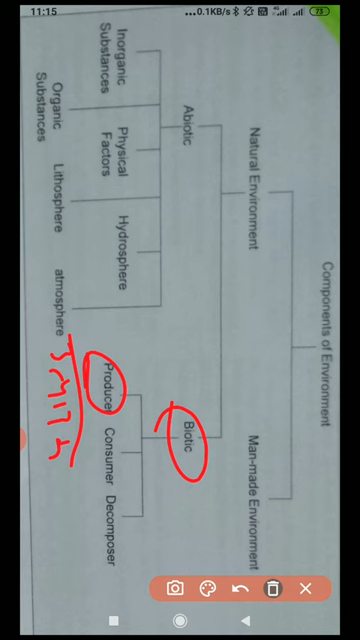 11:15
...0.1KB/s
73
Components of Environment
Natural Environment
Man-made Environment
Abiotic
Biotic
Inorganic Substances
Physical Factors
Hydrosphere
Producer
Consumer
Decomposer
Organic Substances
Lithosphere
atmosphere